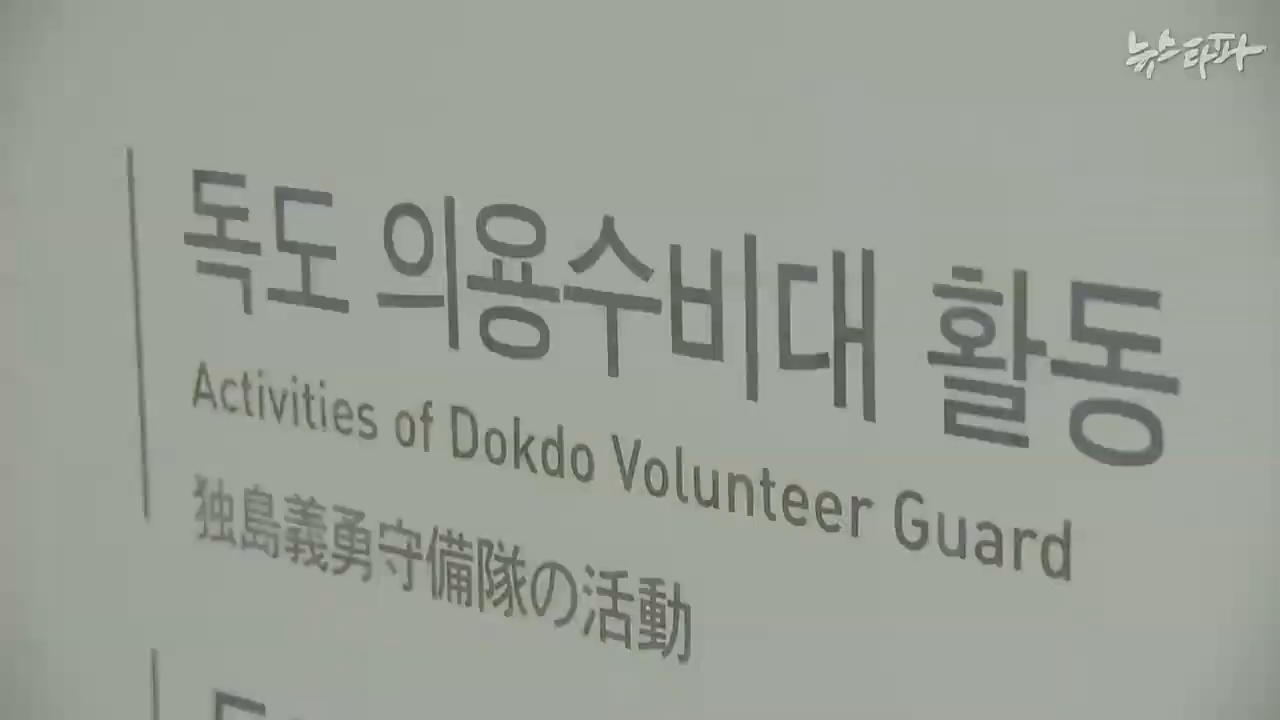 뉴스타파
독도 의용수비대 활동
Activities of Dokdo Volunteer Guard
独島義勇守備隊の活動